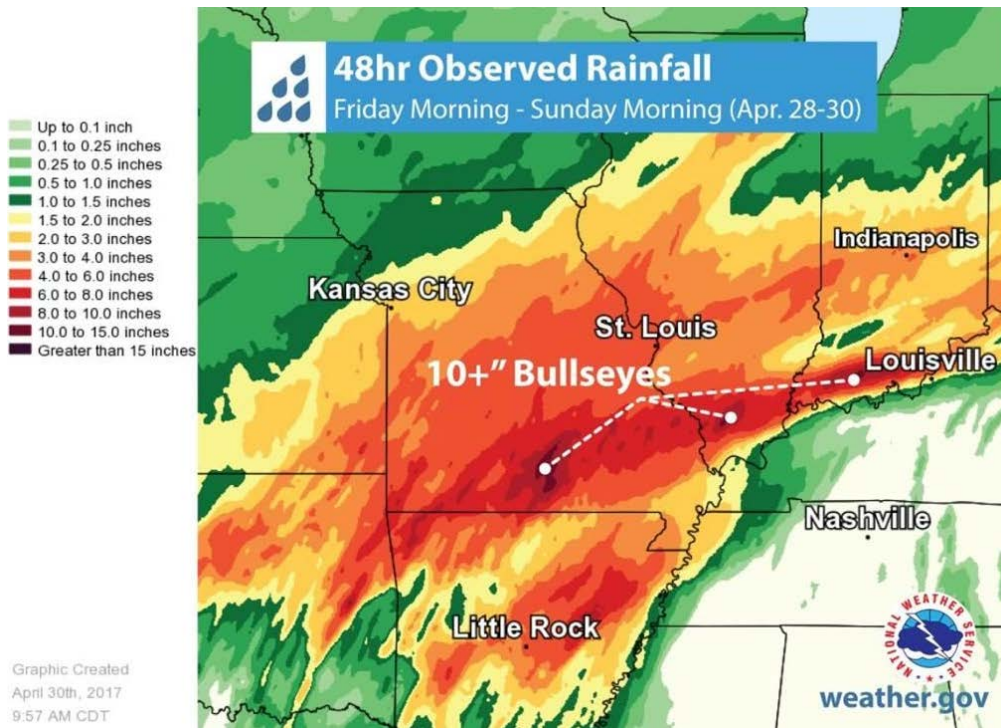 48hr Observed Rainfall
Friday Morning - Sunday Morning (Apr. 28-30)
Up to 0.1 inch
0.1 to 0.25 inches
0.25 to 0.5 inches
0.5 to 1.0 inches
1.0 to 1.5 inches
1.5 to 2.0 inches
2.0 to 3.0 inches
3.0 to 4.0 inches
4.0 to 6.0 inches
6.0 to 8.0 inches
8.0 to 10.0 inches
10.0 to 15.0 inches
Greater than 15 inches
Indianapolis
Kansas City
St. Louis
Louisville
10+” Bullseyes
Nashville
Little Rock
NATIONAL WEATHER SERVICE
weather.gov
Graphic Created
April 30th, 2017
9:57 AM CDT